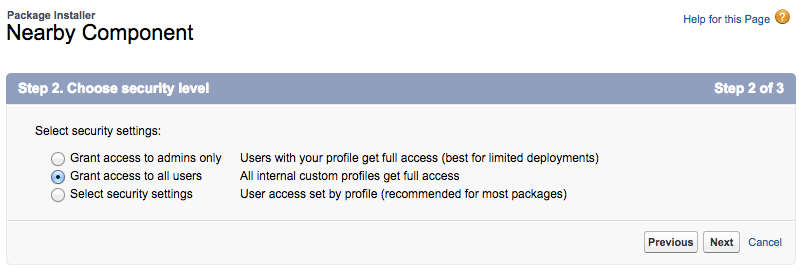 Package Installer
Nearby Component
Help for this Page ?
Step 2. Choose security level Step 2 of 3
Select security settings:
Grant access to admins only Users with your profile get full access (best for limited deployments)
Grant access to all users All internal custom profiles get full access
Select security settings User access set by profile (recommended for most packages)
Previous Next Cancel